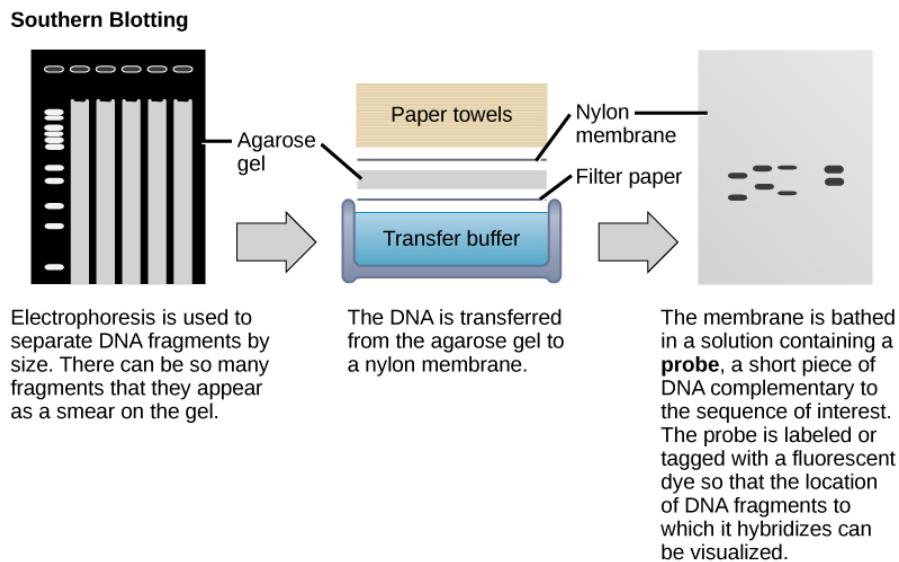 Southern Blotting
Agarose
gel
Paper towels
Nylon
membrane
Filter paper
Transfer buffer
Electrophoresis is used to
separate DNA fragments by
size. There can be so many
fragments that they appear
as a smear on the gel.
The DNA is transferred
from the agarose gel to
a nylon membrane.
The membrane is bathed
in a solution containing a
probe, a short piece of
DNA complementary to
the sequence of interest.
The probe is labeled or
tagged with a fluorescent
dye so that the location
of DNA fragments to
which it hybridizes can
be visualized.